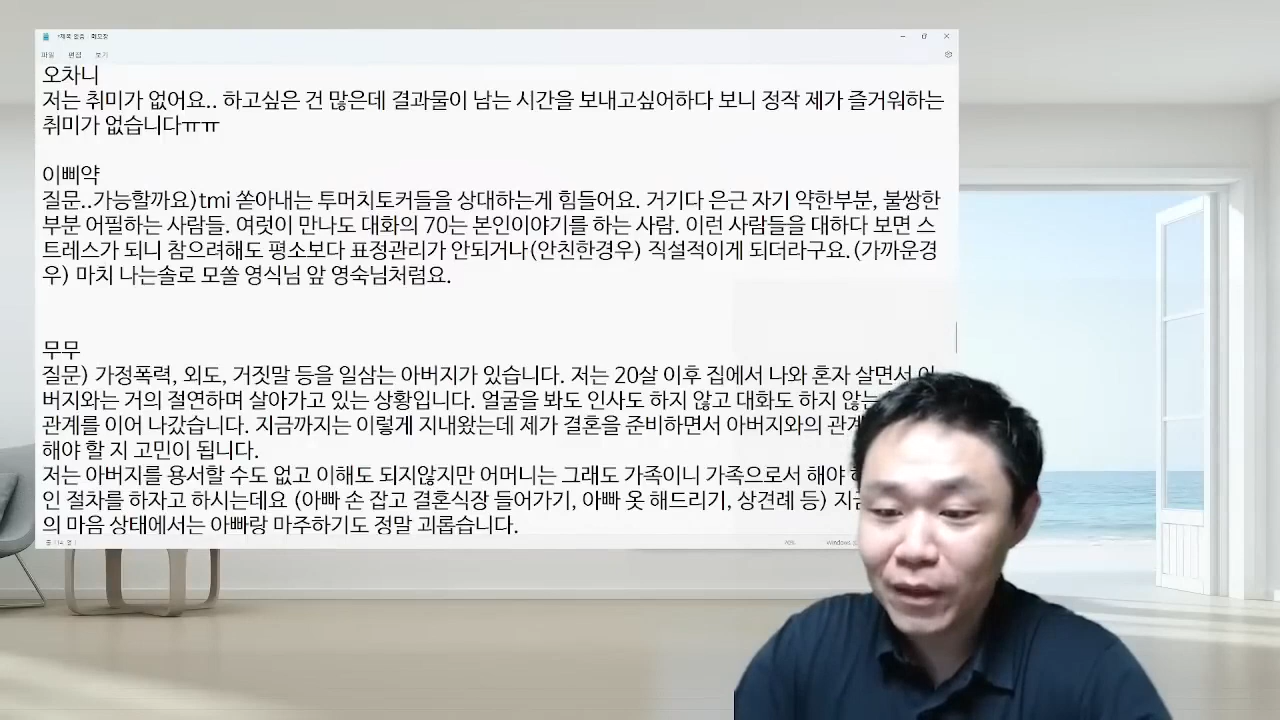 *제목 없음 - 메모장
파일 편집 보기
오차니
저는 취미가 없어요.. 하고싶은 건 많은데 결과물이 남는 시간을 보내고싶어하다 보니 정작 제가 즐거워하는
취미가 없습니다ㅠㅠ
이삐약
질문..가능할까요)tmi 쏟아내는 투머치토커들을 상대하는게 힘들어요. 거기다 은근 자기 약한부분, 불쌍한
부분 어필하는 사람들. 여럿이 만나도 대화의 70는 본인이야기를 하는 사람. 이런 사람들을 대하다 보면 스
트레스가 되니 참으려해도 평소보다 표정관리가 안되거나(안친한경우) 직설적이게 되더라구요.(가까운경
우) 마치 나는솔로 모쏠 영식님 앞 영숙님처럼요.
무무
질문) 가정폭력, 외도, 거짓말 등을 일삼는 아버지가 있습니다. 저는 20살 이후 집에서 나와 혼자 살면서
버지와는 거의 절연하며 살아가고 있는 상황입니다. 얼굴을 봐도 인사도 하지 않고 대화도 하지 않는
관계를 이어 나갔습니다. 지금까지는 이렇게 지내왔는데 제가 결혼을 준비하면서 아버지와의 관계
해야 할 지 고민이 됩니다.
저는 아버지를 용서할 수도 없고 이해도 되지않지만 어머니는 그래도 가족이니 가족으로서 해야
인 절차를 하자고 하시는데요 (아빠 손 잡고 결혼식장 들어가기, 아빠 옷 해드리기, 상견례 등)
의 마음 상태에서는 아빠랑 마주하기도 정말 괴롭습니다.